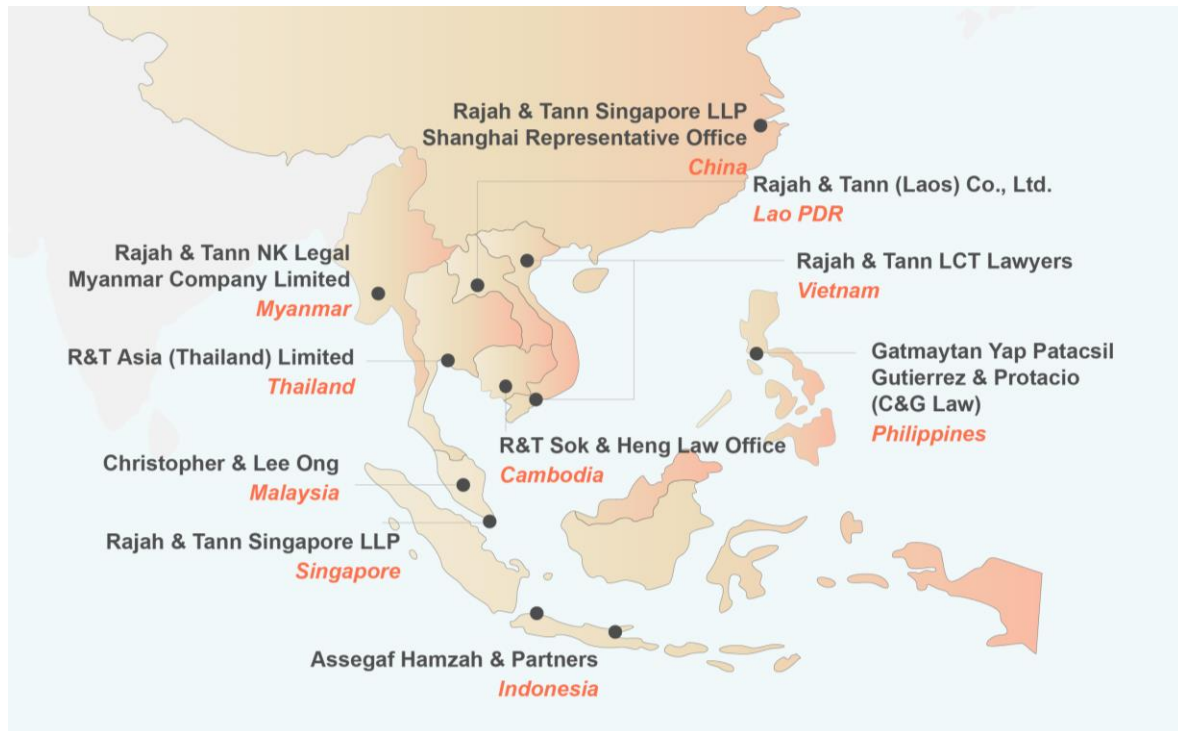 Rajah & Tann Singapore LLP
Shanghai Representative Office
China
Rajah & Tann (Laos) Co., Ltd.
Lao PDR
Rajah & Tann NK Legal
Myanmar Company Limited
Myanmar
Rajah & Tann LCT Lawyers
Vietnam
R&T Asia (Thailand) Limited
Thailand
Gatmaytan Yap Patacsil
Gutierrez & Protacio
(C&G Law)
Philippines
R&T Sok & Heng Law Office
Cambodia
Christopher & Lee Ong
Malaysia
Rajah & Tann Singapore LLP
Singapore
Assegaf Hamzah & Partners
Indonesia